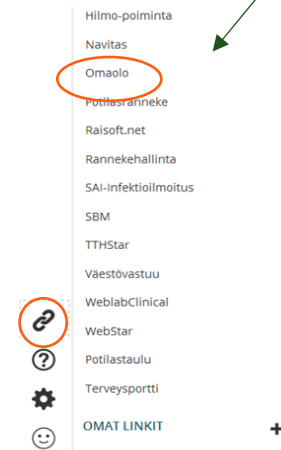 Hilmo-poiminta
Navitas
Omaolo
Potilasranneke
Raisoft.net
Rannekehallinta
SAI-Infektioilmoitus
SBM
TTHStar
Väestövastuu
WeblabClinical
WebStar
Potilastaulu
Terveysportti
OMAT LINKIT